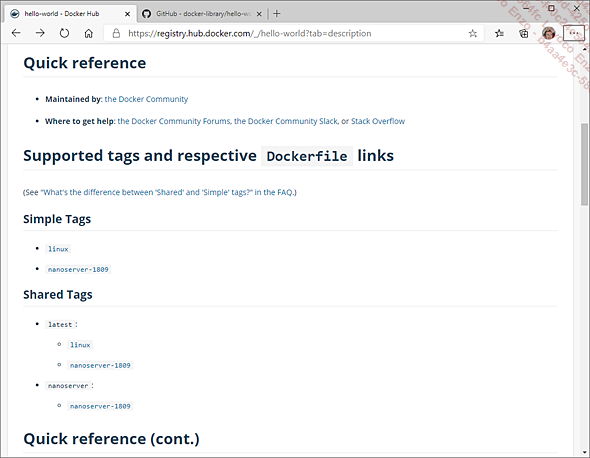 hello-world - Docker Hub
GitHub - docker-library/hello-wo
https://registry.hub.docker.com/_/hello-world?tab=description
Quick reference
Maintained by: the Docker Community
Where to get help: the Docker Community Forums, the Docker Community Slack, or Stack Overflow
Supported tags and respective Dockerfile links
(See "What's the difference between 'Shared' and 'Simple' tags?" in the FAQ.)
Simple Tags
linux
nanoserver-1809
Shared Tags
latest:
linux
nanoserver-1809
nanoserver:
nanoserver-1809
Quick reference (cont.)